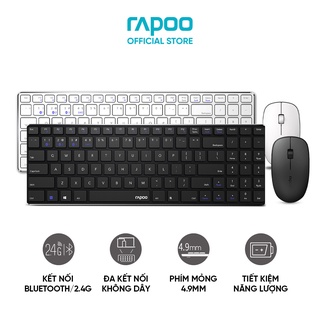 rapoo
OFFICIAL STORE
rapoo
2.4G
4.9mm
KẾT NỐI
BLUETOOTH/2.4G
ĐA KẾT NỐI
KHÔNG DÂY
PHÍM MỎNG
4.9MM
TIẾT KIỆM
NĂNG LƯỢNG